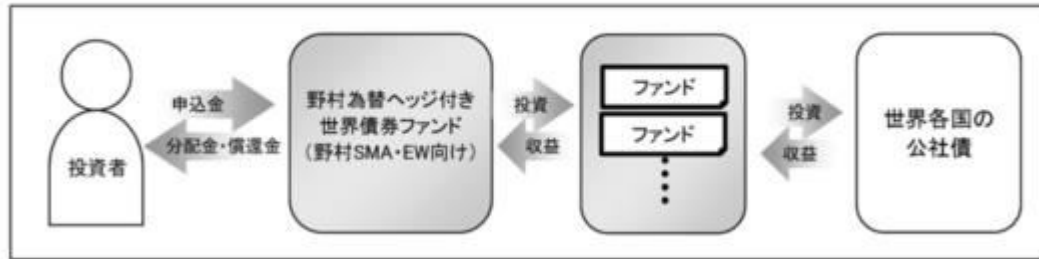 投資者
申込金
分配金・償還金
野村為替ヘッジ付き
世界債券ファンド
（野村SMA・EW向け）
投資
収益
ファンド
ファンド
投資
収益
世界各国の
公社債